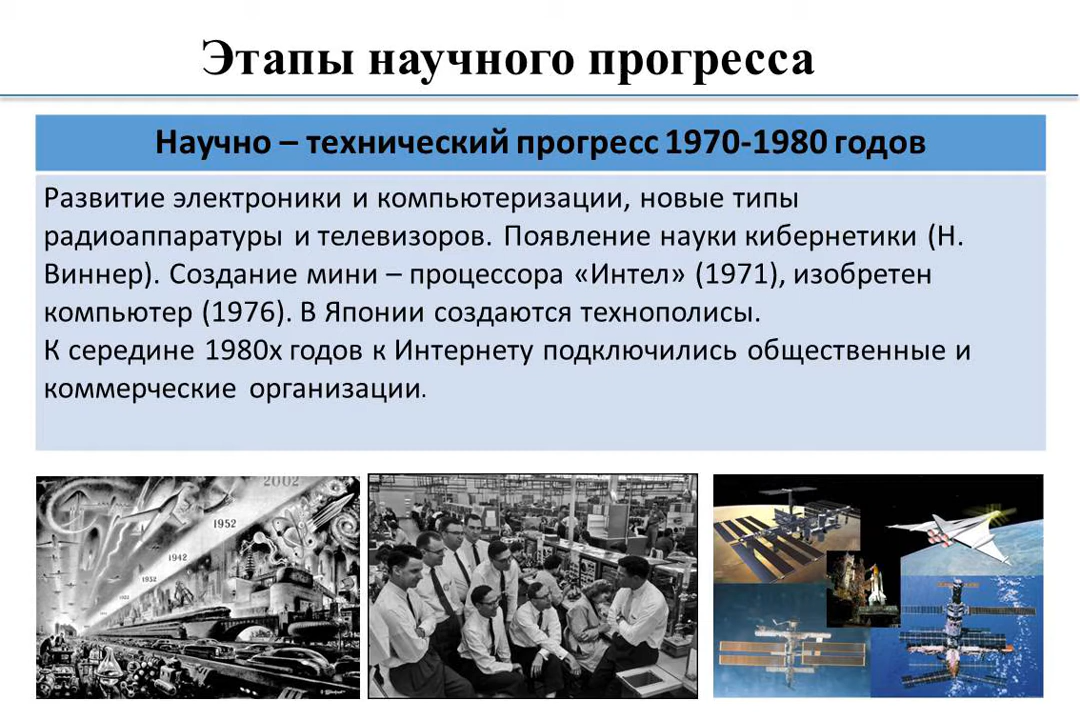 Этапы научного прогресса
Научно – технический прогресс 1970-1980 годов
Развитие электроники и компьютеризации, новые типы
радиоаппаратуры и телевизоров. Появление науки кибернетики (Н.
Виннер). Создание мини – процессора «Интел» (1971), изобретен
компьютер (1976). В Японии создаются технополисы.
К середине 1980х годов к Интернету подключились общественные и
коммерческие организации.
2002
1952
1942
1932